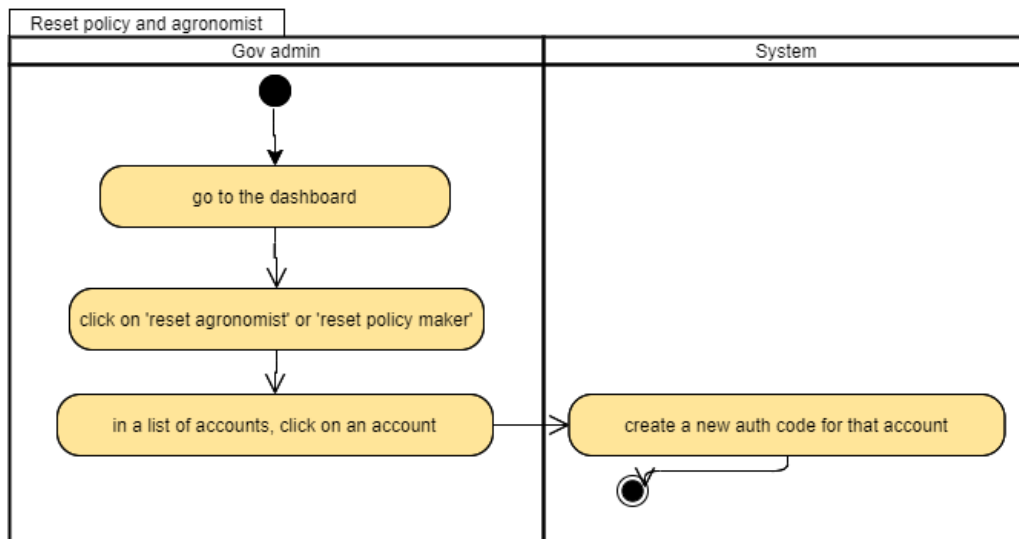 Reset policy and agronomist
Gov admin
System
go to the dashboard
click on 'reset agronomist' or 'reset policy maker'
in a list of accounts, click on an account
create a new auth code for that account